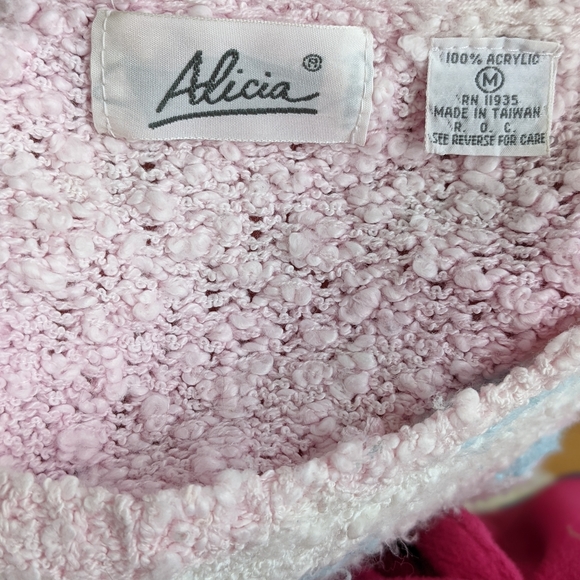 Alicia®
100% ACRYLIC
M
RN 11935
MADE IN TAIWAN
R. O. C.
SEE REVERSE FOR CARE